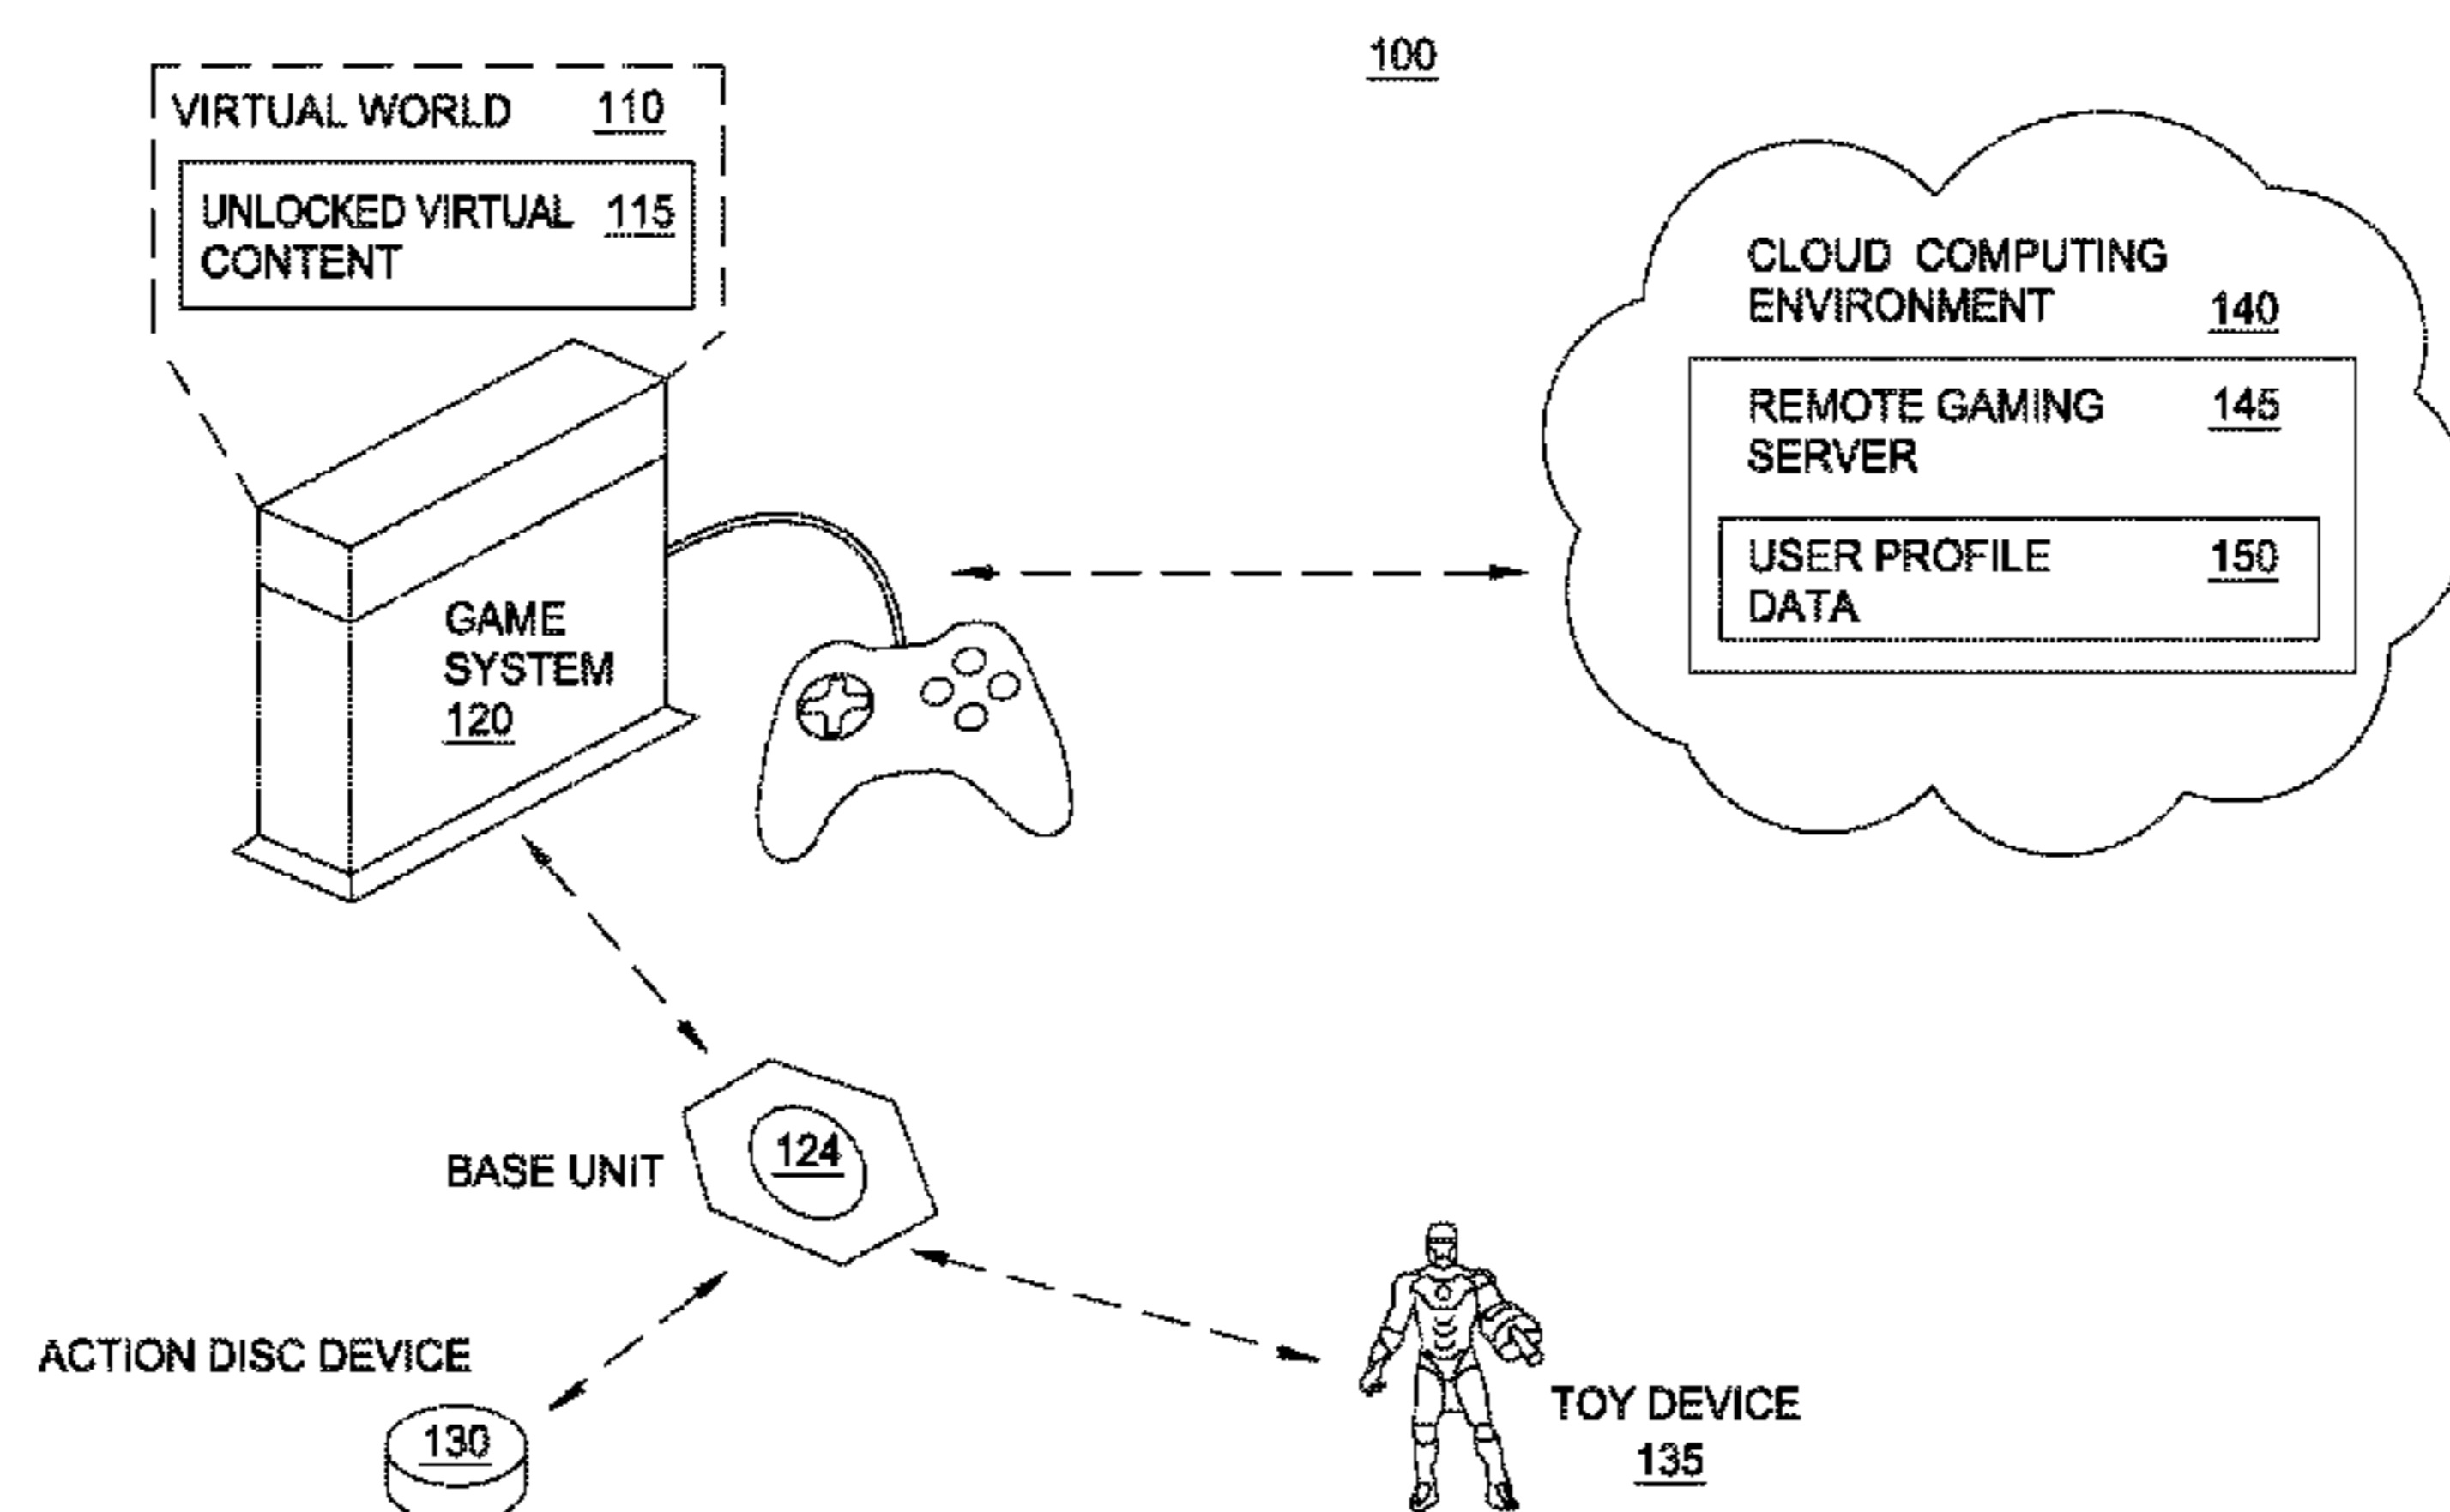 100
VIRTUAL WORLD 110
UNLOCKED VIRTUAL 115
CONTENT
CLOUD COMPUTING
ENVIRONMENT 140
REMOTE GAMING 145
SERVER
USER PROFILE 150
DATA
GAME
SYSTEM
120
BASE UNIT 124
ACTION DISC DEVICE
130
TOY DEVICE
135